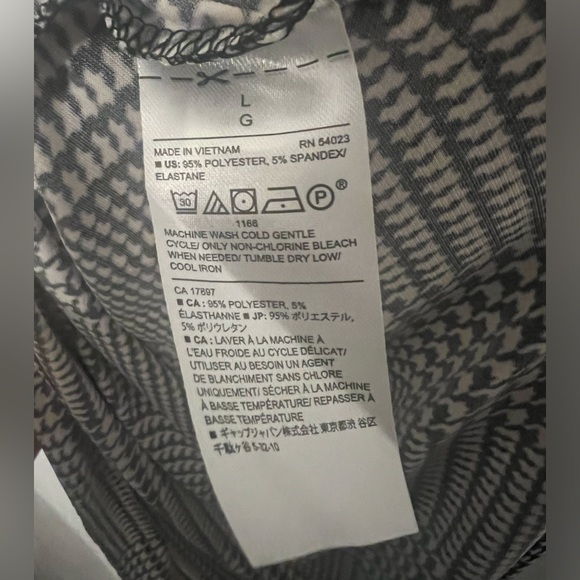 L
G
MADE IN VIETNAM RN 54023
■ US: 95% POLYESTER, 5% SPANDEX/
ELASTANE
30 P ®
1168
MACHINE WASH COLD GENTLE
CYCLE/ ONLY NON-CHLORINE BLEACH
WHEN NEEDED/ TUMBLE DRY LOW/
COOL IRON
CA 17897
■ CA: 95% POLYESTER, 5%
ÉLASTHANNE ■ JP: 95% ポリエステル,
5% ポリウレタン
■ CA : LAVER À LA MACHINE À
L'EAU FROIDE AU CYCLE DÉLICAT/
UTILISER AU BESOIN UN AGENT
DE BLANCHIMENT SANS CHLORE
UNIQUEMENT/ SÉCHER À LA MACHINE
À BASSE TEMPÉRATURE/ REPASSER À
BASSE TEMPÉRATURE
■ ギャップジャパン株式会社 東京都渋谷区
千駄ヶ谷 5-32-10